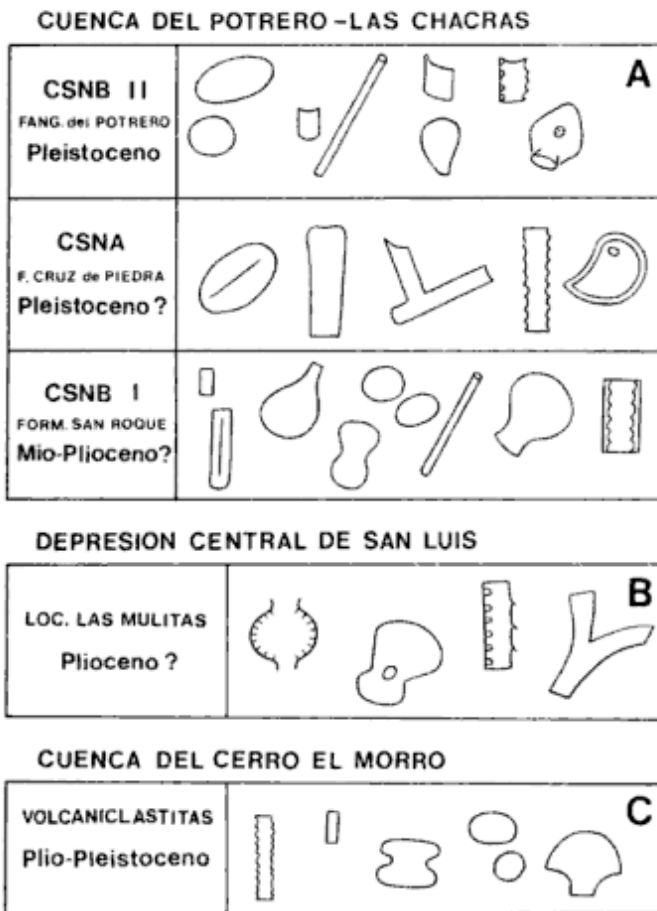 CUENCA DEL POTRERO-LAS CHACRAS
CSNB II
FANG. del POTRERO
Pleistoceno
A
CSNA
F. CRUZ de PIEDRA
Pleistoceno?
CSNB I
FORM. SAN ROQUE
Mio-Plioceno?
DEPRESION CENTRAL DE SAN LUIS
LOC. LAS MULITAS
Plioceno?
B
CUENCA DEL CERRO EL MORRO
VOLCANICLASTITAS
Plio-Pleistoceno
C